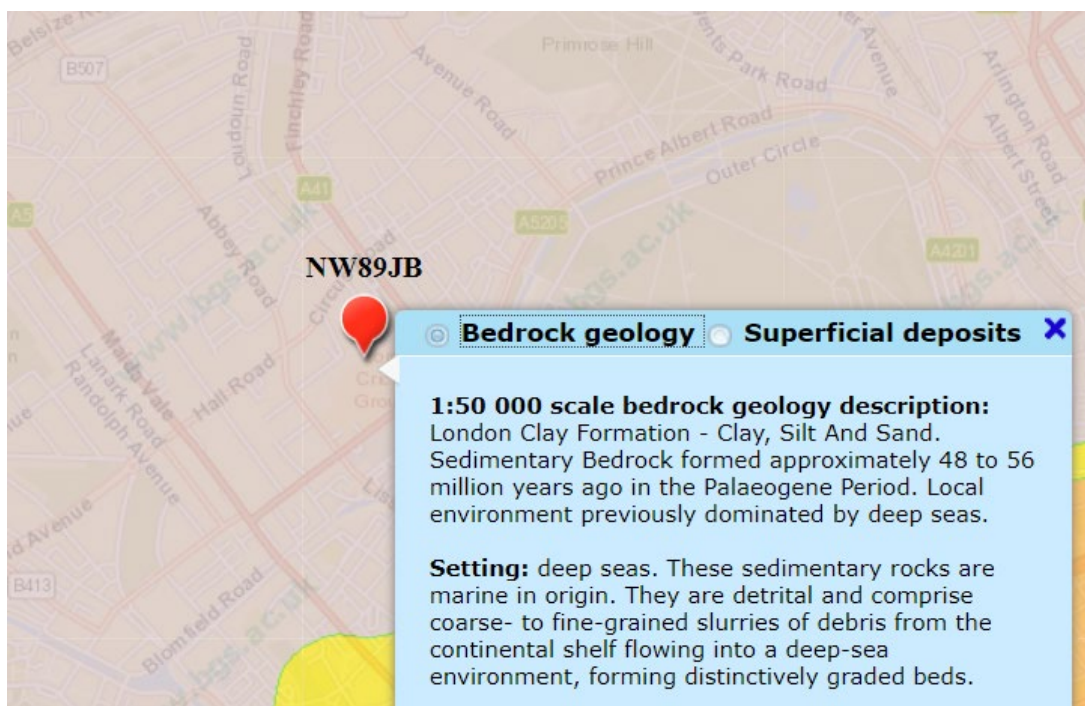 Belsize
B507
Loudoun Road
Finchley Road
Avenue Road
Primrose Hill
Park Road
Avenue
Arlington Road
Albert Street
Prince Albert Road
Outer Circle
A41
A5
A5205
A4201
Abbey Road
www.bgs.ac.uk
NW89JB
Circus Road
Maida Vale
Lanark Road
Randolph Avenue
Hall Road
Bedrock geology
Superficial deposits
1:50 000 scale bedrock geology description:
London Clay Formation - Clay, Silt And Sand.
Sedimentary Bedrock formed approximately 48 to 56
million years ago in the Palaeogene Period. Local
environment previously dominated by deep seas.
Setting: deep seas. These sedimentary rocks are
marine in origin. They are detrital and comprise
coarse- to fine-grained slurries of debris from the
continental shelf flowing into a deep-sea
environment, forming distinctively graded beds.
B413
Blomfield Road